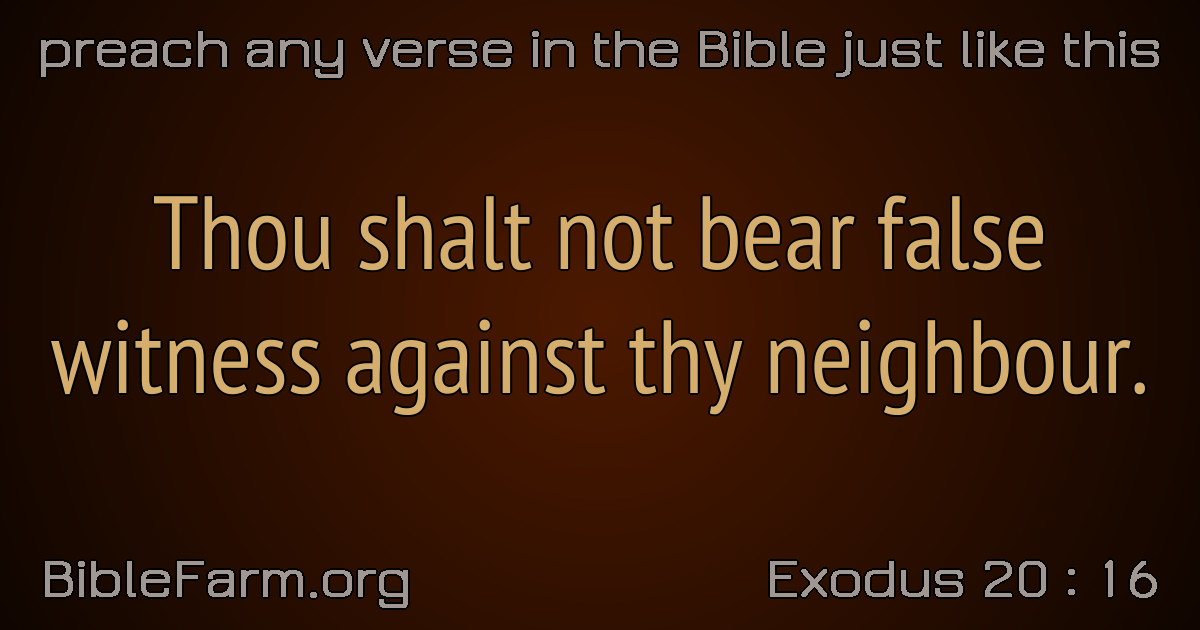 preach any verse in the Bible just like this
Thou shalt not bear false
witness against thy neighbour.
BibleFarm.org
Exodus 20 : 16